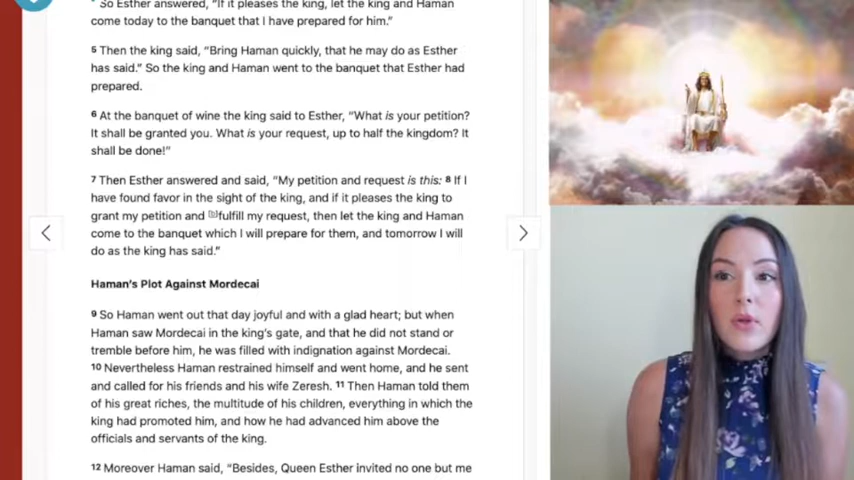 So Esther answered, “If it pleases the king, let the king and Haman
come today to the banquet that I have prepared for him.”
5 Then the king said, “Bring Haman quickly, that he may do as Esther
has said.” So the king and Haman went to the banquet that Esther had
prepared.
6 At the banquet of wine the king said to Esther, “What is your petition?
It shall be granted you. What is your request, up to half the kingdom? It
shall be done!”
7 Then Esther answered and said, “My petition and request is this: 8 If I
have found favor in the sight of the king, and if it pleases the king to
grant my petition and fulfill my request, then let the king and Haman
come to the banquet which I will prepare for them, and tomorrow I will
do as the king has said.”
Haman’s Plot Against Mordecai
9 So Haman went out that day joyful and with a glad heart; but when
Haman saw Mordecai in the king’s gate, and that he did not stand or
tremble before him, he was filled with indignation against Mordecai.
10 Nevertheless Haman restrained himself and went home, and he sent
and called for his friends and his wife Zeresh. 11 Then Haman told them
of his great riches, the multitude of his children, everything in which the
king had promoted him, and how he had advanced him above the
officials and servants of the king.
12 Moreover Haman said, “Besides, Queen Esther invited no one but me